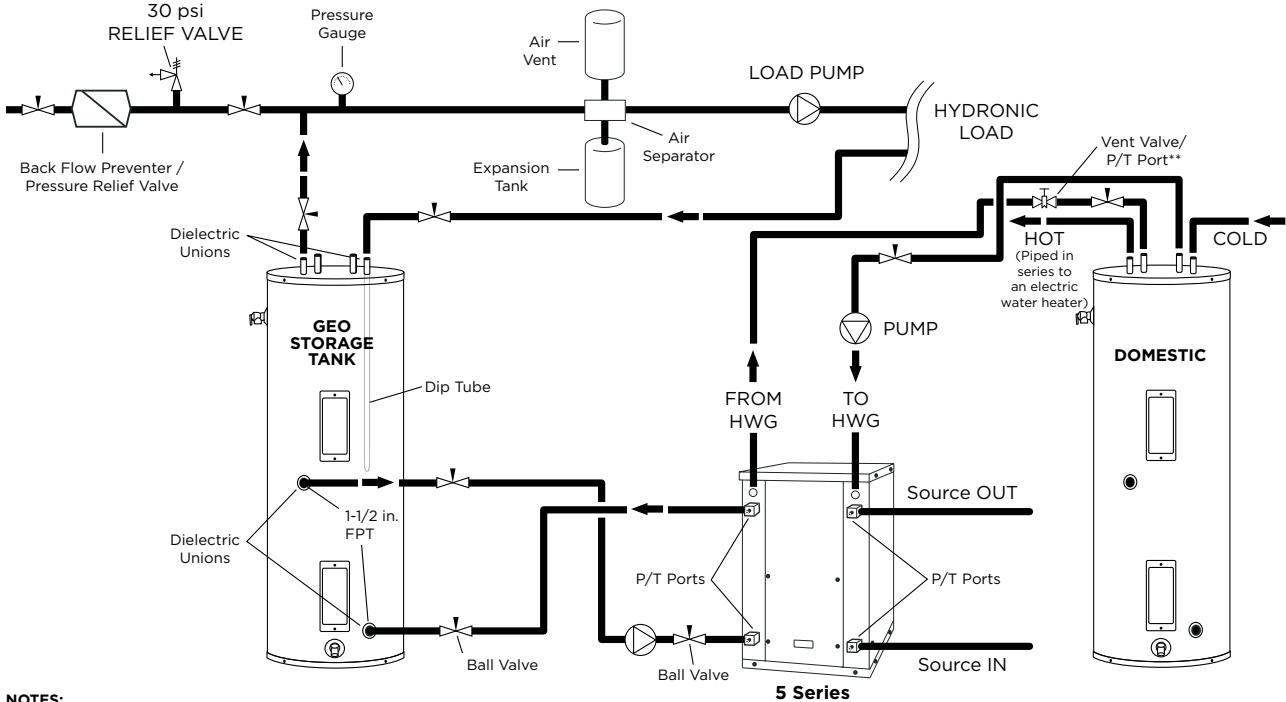 30 psi
RELIEF VALVE
Pressure
Gauge
Air
Vent
LOAD PUMP
HYDRONIC
LOAD
Vent Valve/
P/T Port**
Back Flow Preventer /
Pressure Relief Valve
Air
Separator
Expansion
Tank
Dielectric
Unions
HOT
(Piped in
series to
an electric
water heater)
COLD
GEO
STORAGE
TANK
PUMP
DOMESTIC
Dip Tube
FROM
HWG
TO
HWG
Source OUT
1-1/2 in.
FPT
Dielectric
Unions
P/T Ports
P/T Ports
Ball Valve
Ball Valve
Source IN
5 Series
NOTES: